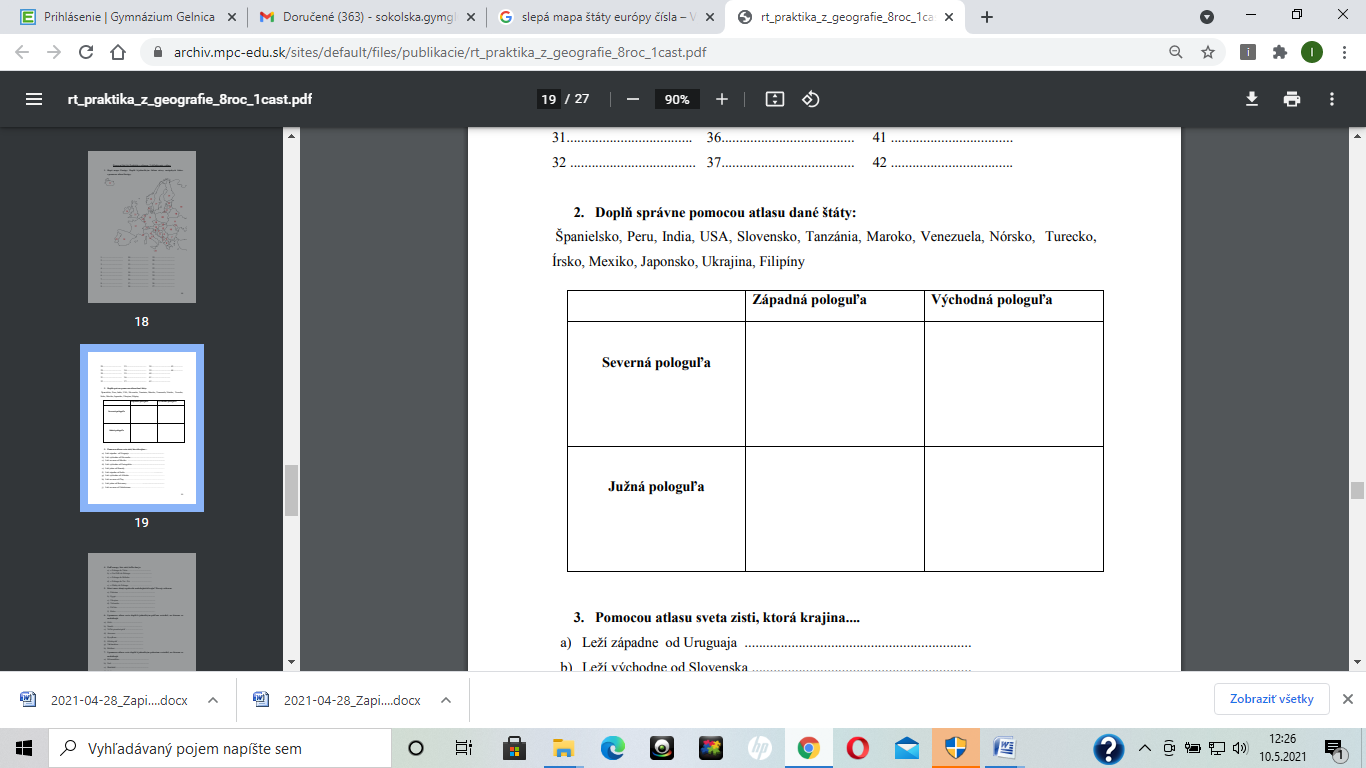 Prihlásenie | Gymnázium Gelnica
Doručené (363) - sokolska.gymg
slepá mapa štáty európy čísla – V
rt_praktika_z_geografie_8roc_1ca
archiv.mpc-edu.sk/sites/default/files/publikacie/rt_praktika_z_geografie_8roc_1cast.pdf
I
rt_praktika_z_geografie_8roc_1cast.pdf
19 / 27
90%
31................................... 36..................................... 41 ..................................
32 ................................... 37..................................... 42 ..................................
2. Doplň správne pomocou atlasu dané štáty:
Španielsko, Peru, India, USA, Slovensko, Tanzánia, Maroko, Venezuela, Nórsko, Turecko,
Írsko, Mexiko, Japonsko, Ukrajina, Filipíny
Západná pologuľa Východná pologuľa
Severná pologuľa
Južná pologuľa
3. Pomocou atlasu sveta zisti, ktorá krajina....
a) Leží západne od Uruguaja ...............................................................
b) Leží východne od Slovenska .............................................................
18
19
2021-04-28_Zapi....docx
2021-04-28_Zapi....docx
Zobraziť všetky
Vyhľadávaný pojem napíšte sem
hp
12:26
10.5.2021
1